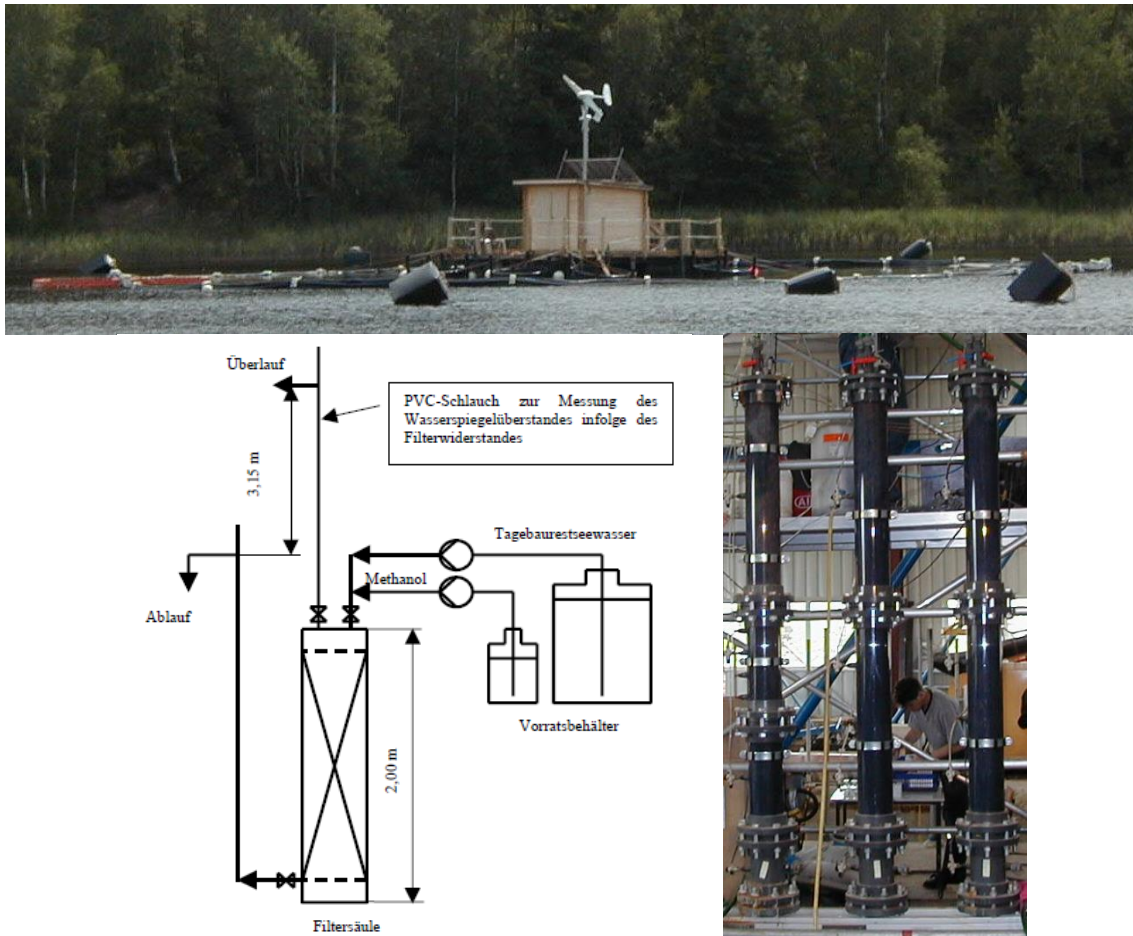 Überlauf
PVC-Schlauch zur Messung des
Wasserspiegelüberstandes infolge des
Filterwiderstandes
3,15 m
Tagebaurestseewasser
Methanol
Ablauf
Vorratsbehälter
2,00 m
Filtersäule